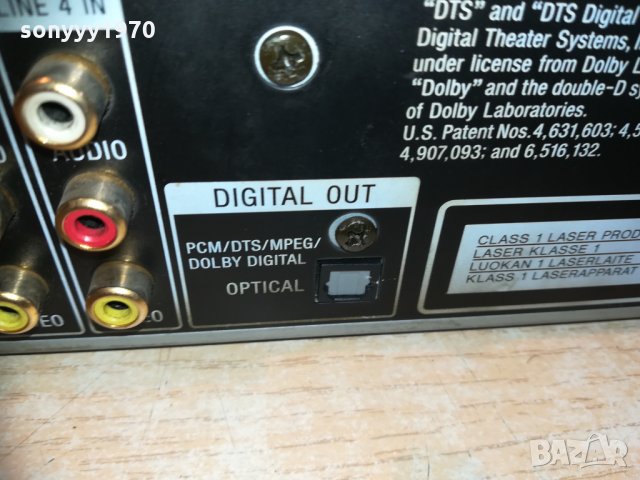 sonyyy1970
LINE 4 IN
AUDIO
"DTS" and "DTS Digital
Digital Theater Systems,
under license from Dolby
"Dolby" and the double-D
of Dolby Laboratories.
U.S. Patent Nos. 4,631,603;
4,907,093; and 6,516,132.
DIGITAL OUT
PCM/DTS/MPEG/
DOLBY DIGITAL
OPTICAL
CLASS 1 LASER PROD
LASER KLASSE 1
LUOKAN 1 LASERLAITE
KLASS 1 LASERAPPARAT
BAZAR